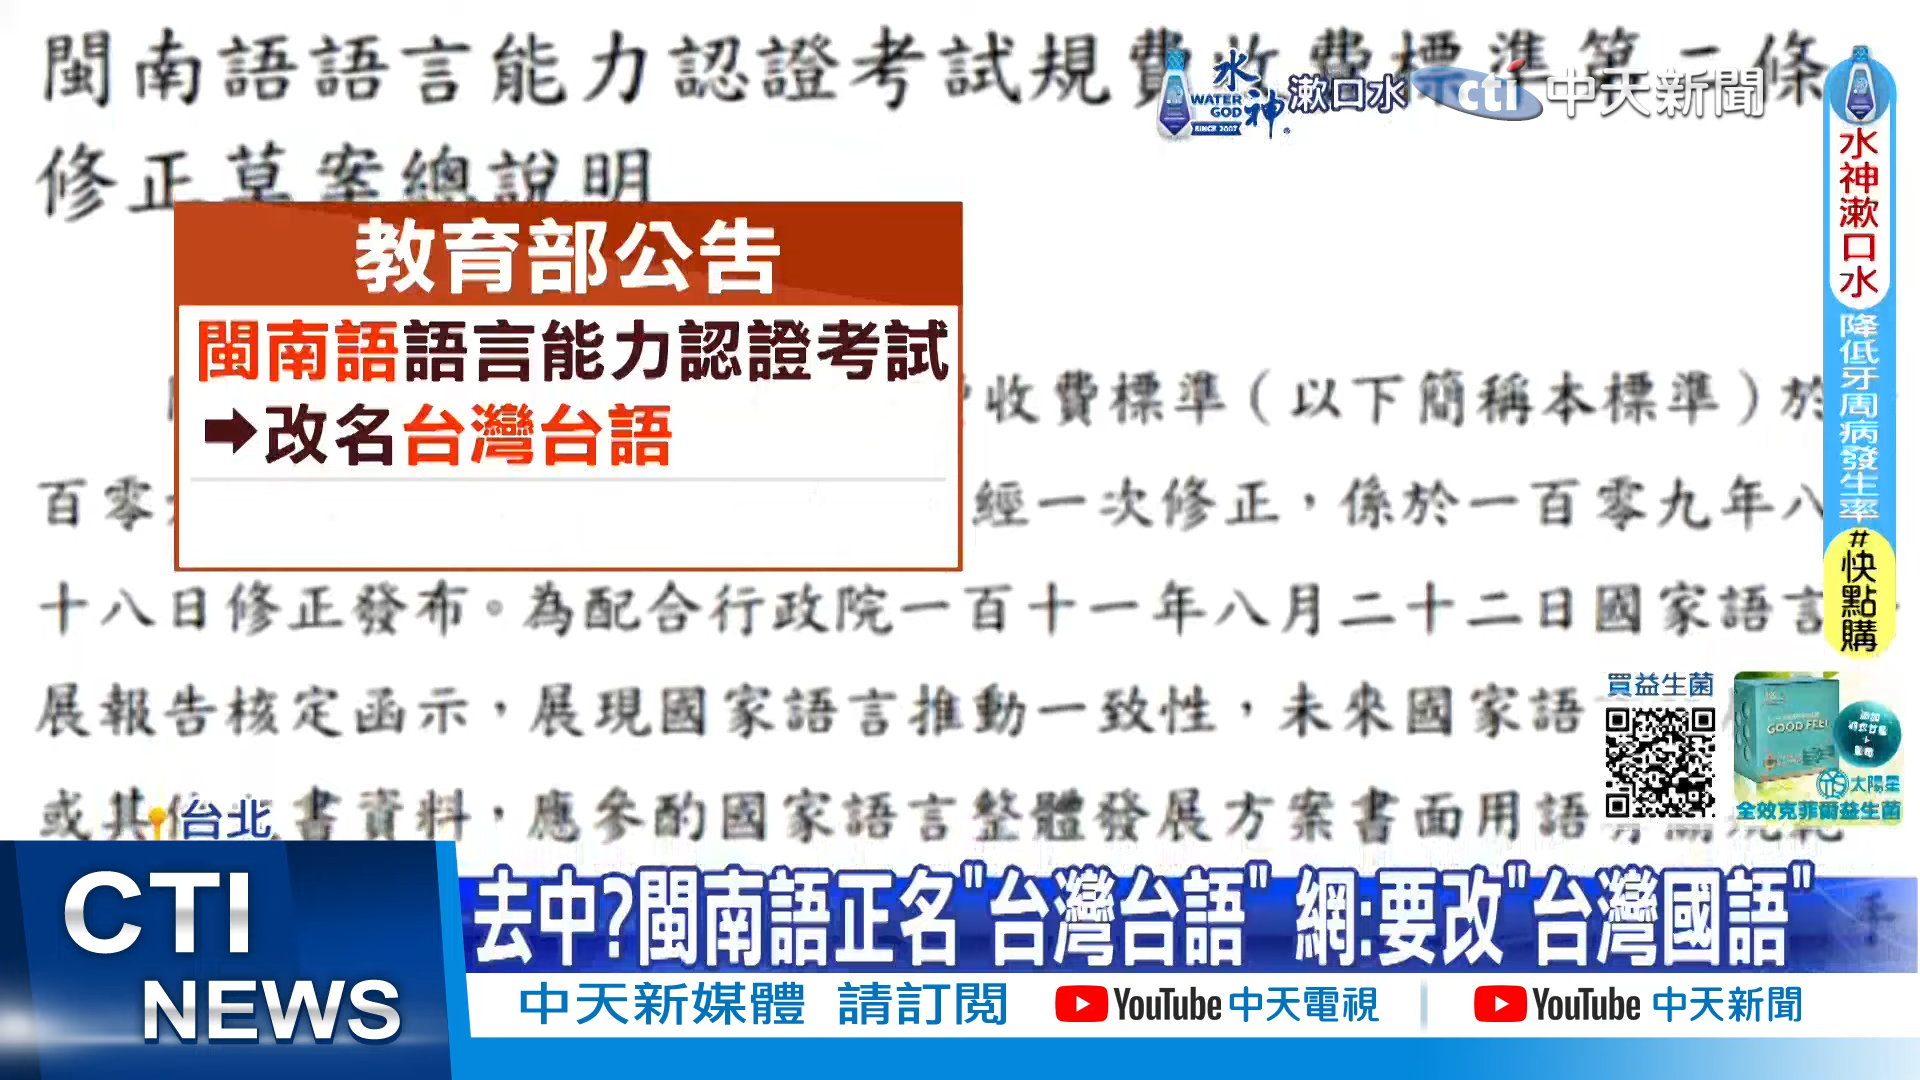 閩南語語言能力認證考試規費收費標準第二條
修正草案總說明
水神
WATER GOD
SINCE 2007
漱口水
cti 中天新聞
教育部公告
閩南語語言能力認證考試
➡改名台灣台語
收費標準（以下簡稱本標準）於
百零
經一次修正，係於一百零九年八
十八日修正發布。為配合行政院一百十一年八月二十二日國家語言
展報告核定函示，展現國家語言推動一致性，未來國家語
或其他 書資料，應參酌國家語言整體發展方案書面用語
水神漱口水
降低牙周病發生率
#快點購
買益生菌
GOOD FEEL
太陽星
全效克菲爾益生菌
台北
CTI
NEWS
去中?閩南語正名"台灣台語" 網:要改"台灣國語"
中天新媒體 請訂閱 YouTube 中天電視 | YouTube 中天新聞